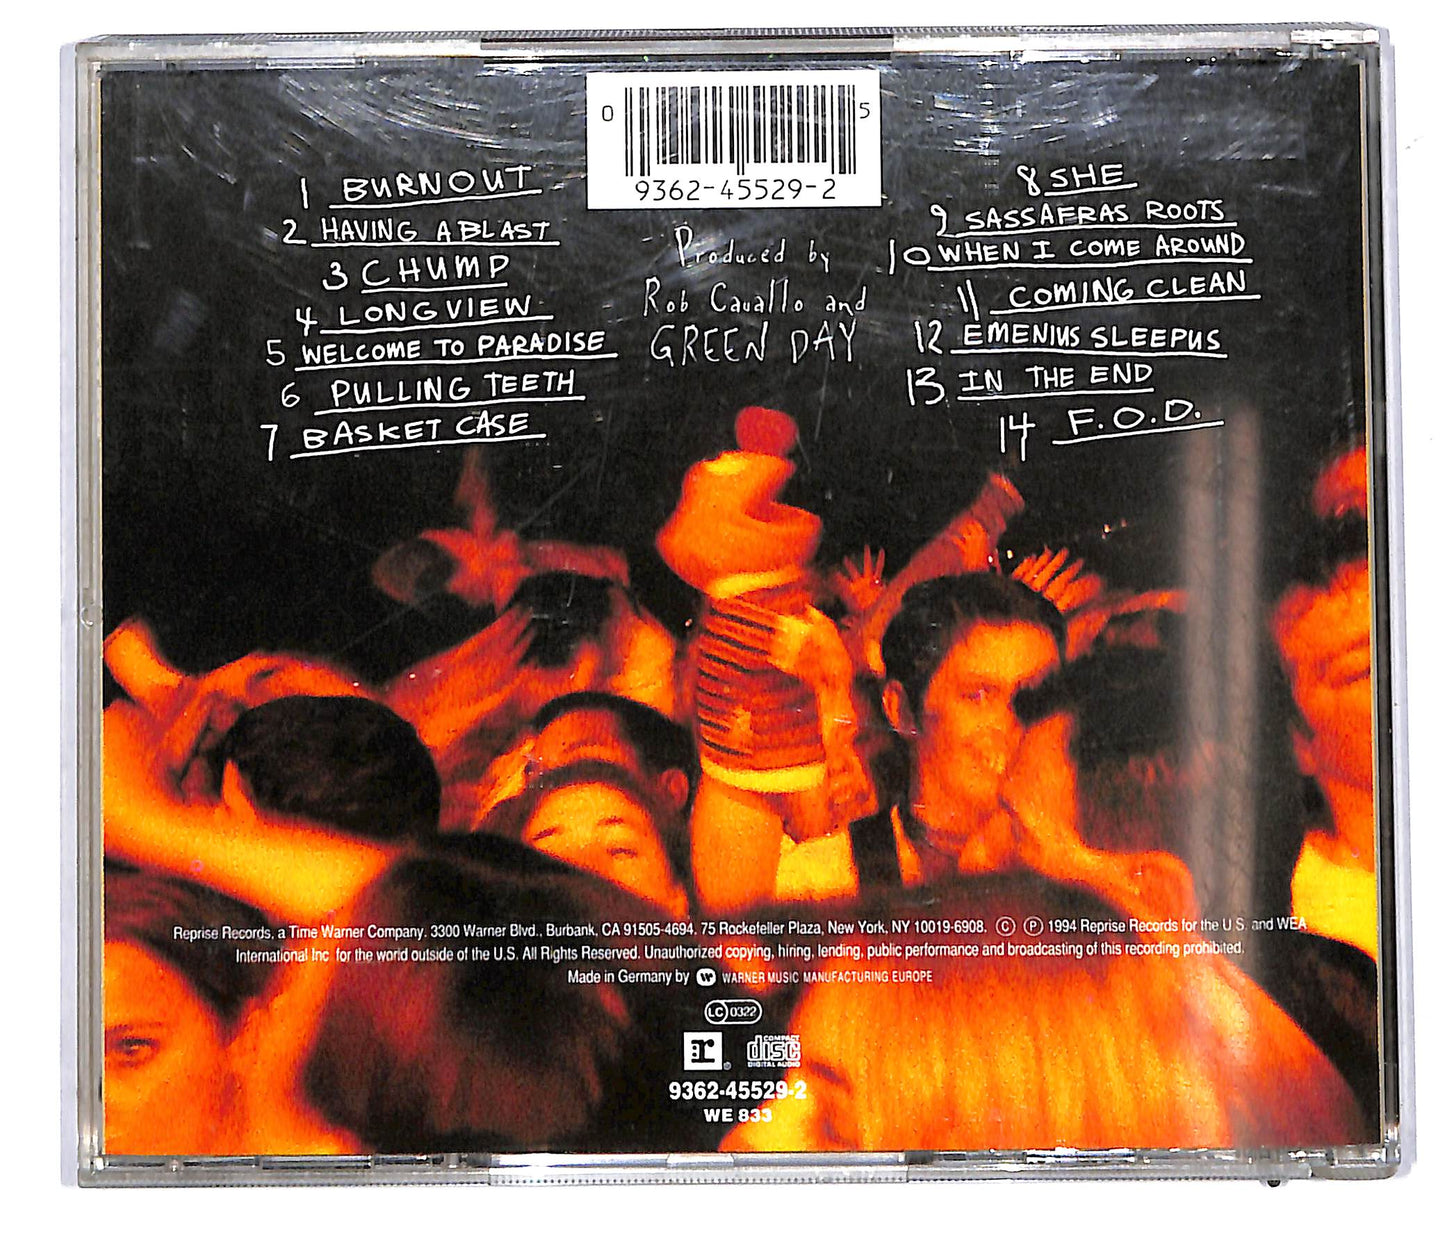 0 5
9362-45529-2
1 BURNOUT
2 HAVING A BLAST
3 CHUMP
4 LONGVIEW
5 WELCOME TO PARADISE
6 PULLING TEETH
7 BASKET CASE
Produced by
Rob Cavallo and
GREEN DAY
8 SHE
9 SASSAFRAS ROOTS
10 WHEN I COME AROUND
11 COMING CLEAN
12 EMENIUS SLEEPUS
13 IN THE END
14 F.O.D.
Reprise Records, a Time Warner Company. 3300 Warner Blvd., Burbank, CA 91505-4694. 75 Rockefeller Plaza, New York, NY 10019-6908. © ℗ 1994 Reprise Records for the U.S. and WEA
International Inc. for the world outside of the U.S. All Rights Reserved. Unauthorized copying, hiring, lending, public performance and broadcasting of this recording prohibited.
Made in Germany by W WARNER MUSIC MANUFACTURING EUROPE
LC 0322
r ® COMPACT disc DIGITAL AUDIO
9362-45529-2
WE 833